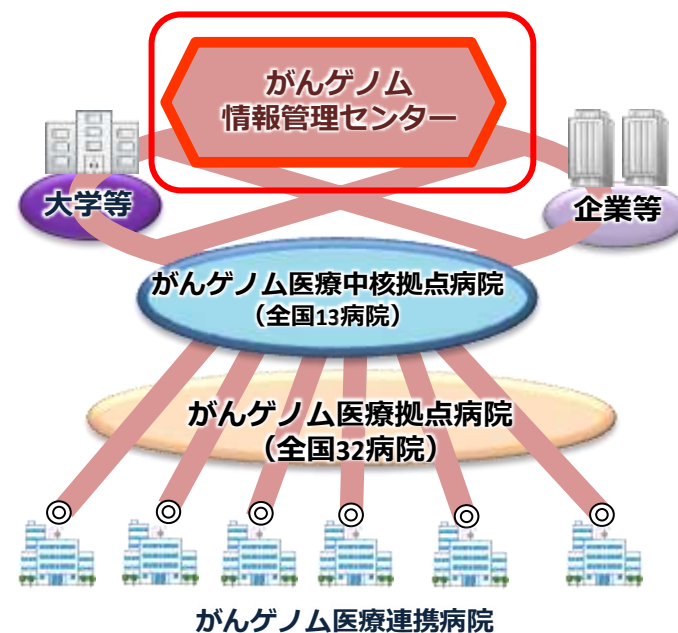 がんゲノム
情報管理センター
大学等
企業等
がんゲノム医療中核拠点病院
（全国13病院）
がんゲノム医療拠点病院
（全国32病院）
◎ ◎ ◎ ◎ ◎ ◎
がんゲノム医療連携病院